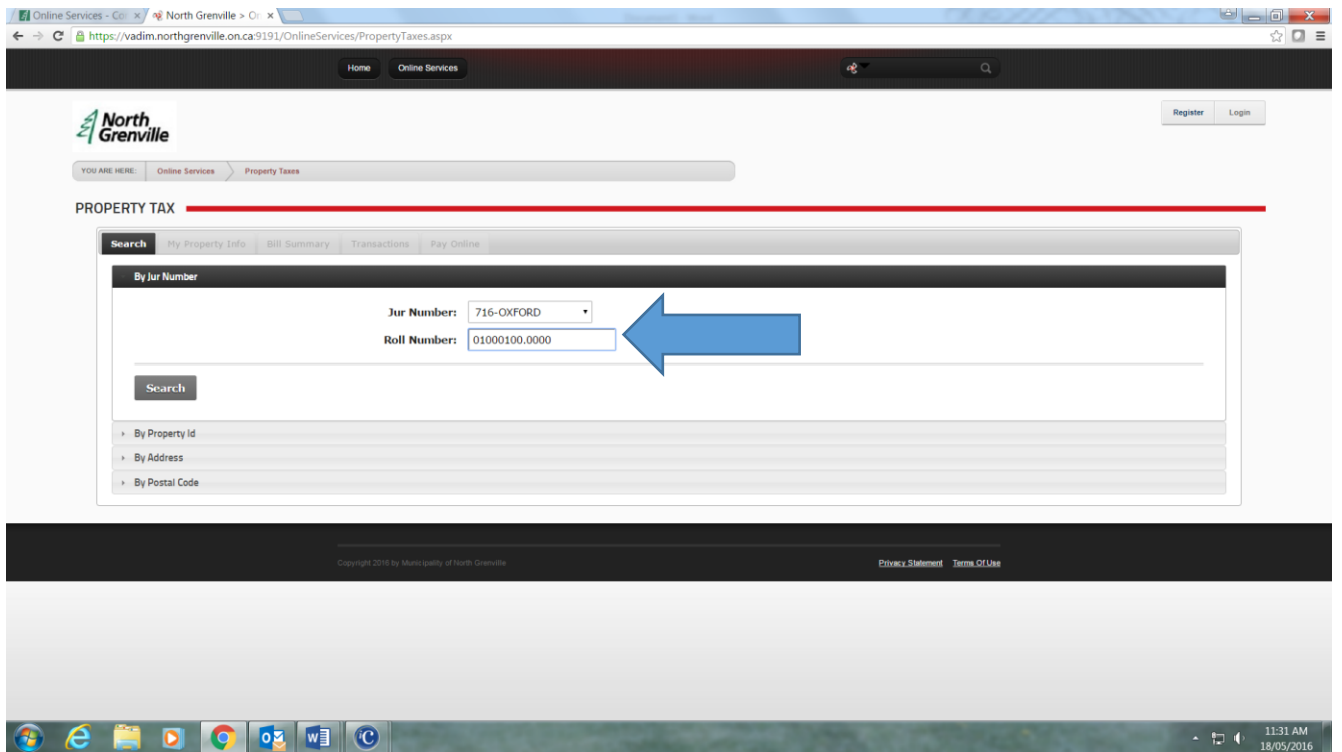 Online Services - Co
North Grenville > On
https://vadim.northgrenville.on.ca:9191/OnlineServices/PropertyTaxes.aspx
Home Online Services
North Grenville
Register Login
YOU ARE HERE: Online Services Property Taxes
PROPERTY TAX
Search My Property Info Bill Summary Transactions Pay Online
By Jur Number
Jur Number: 716-OXFORD
Roll Number: 01000100.0000
Search
By Property Id
By Address
By Postal Code
Copyright 2016 by Municipality of North Grenville Privacy Statement Terms Of Use
11:31 AM
18/05/2016